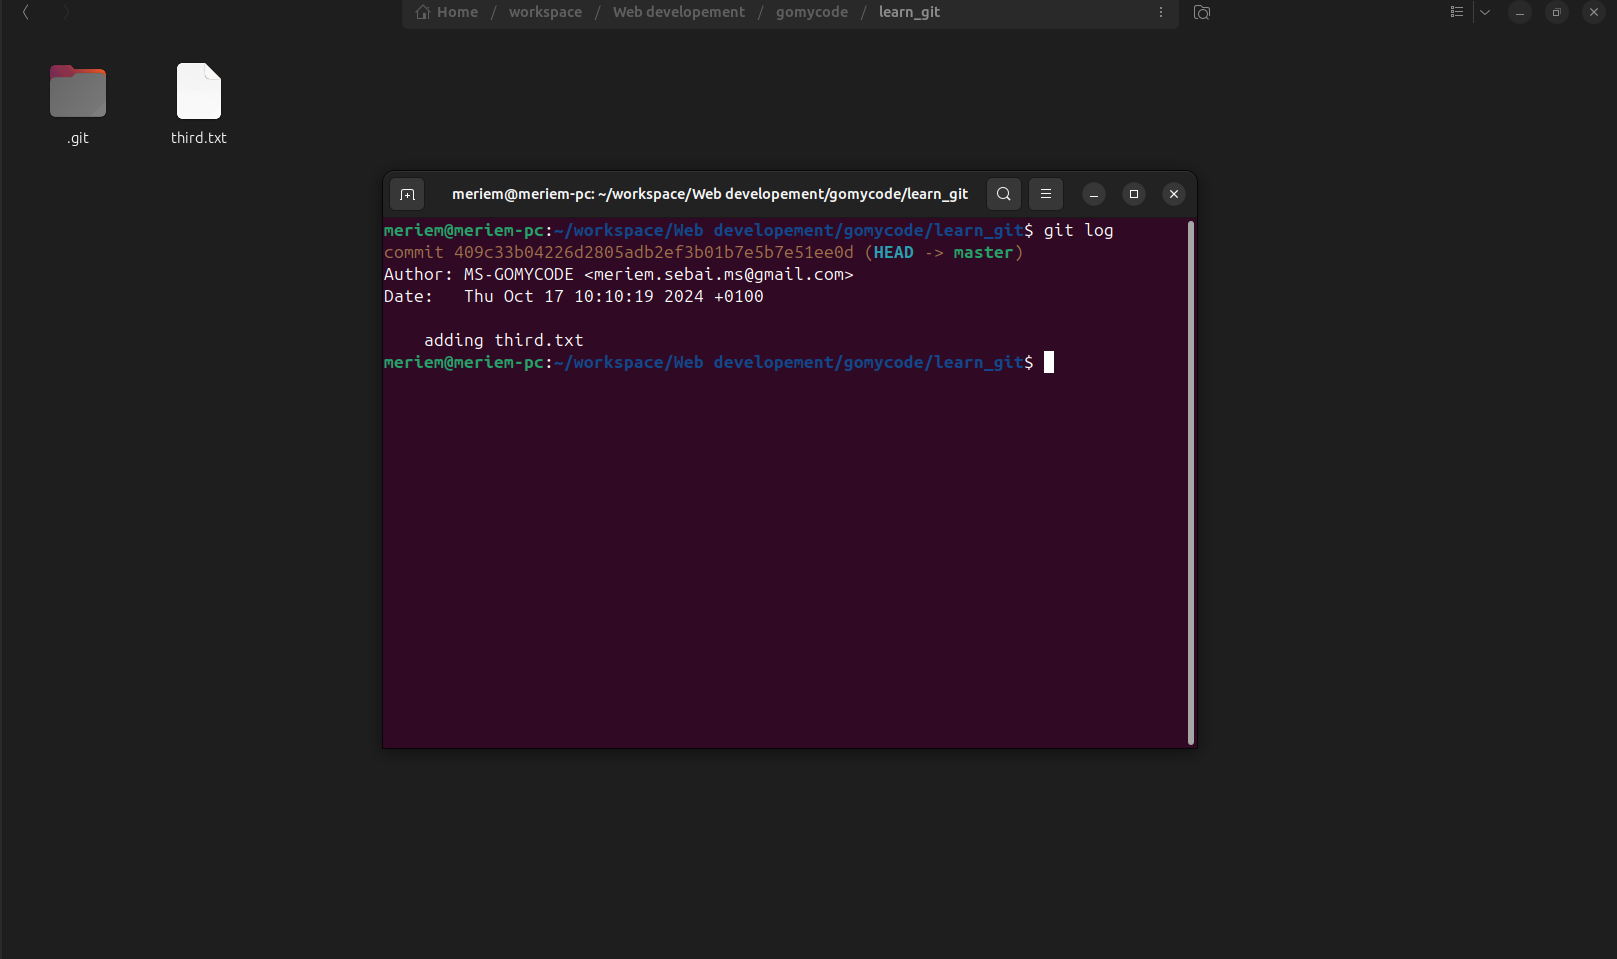 Home / workspace / Web developement / gomycode / learn_git
.git
third.txt
meriem@meriem-pc: ~/workspace/Web developement/gomycode/learn_git
meriem@meriem-pc:~/workspace/Web developement/gomycode/learn_git$ git log
commit 409c33b04226d2805adb2ef3b01b7e5b7e51ee0d (HEAD -> master)
Author: MS-GOMYCODE <meriem.sebai.ms@gmail.com>
Date:   Thu Oct 17 10:10:19 2024 +0100
    adding third.txt
meriem@meriem-pc:~/workspace/Web developement/gomycode/learn_git$